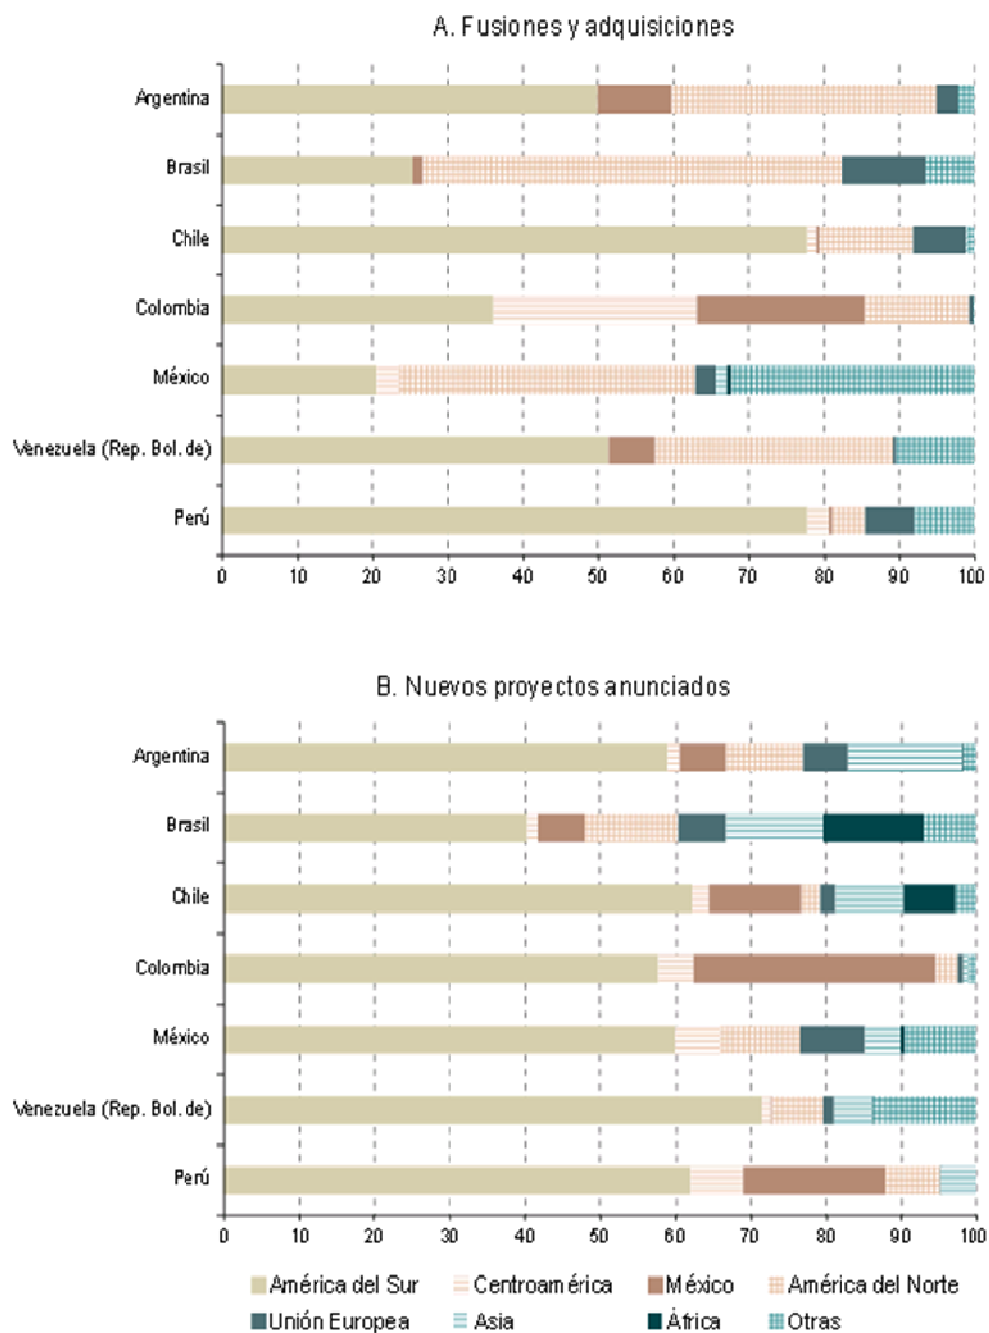 A. Fusiones y adquisiciones
Argentina
Brasil
Chile
Colombia
México
Venezuela (Rep. Bol. de)
Perú
0 10 20 30 40 50 60 70 80 90 100
B. Nuevos proyectos anunciados
Argentina
Brasil
Chile
Colombia
México
Venezuela (Rep. Bol. de)
Perú
0 10 20 30 40 50 60 70 80 90 100
América del Sur Centroamérica México América del Norte
Unión Europea Asia África Otras